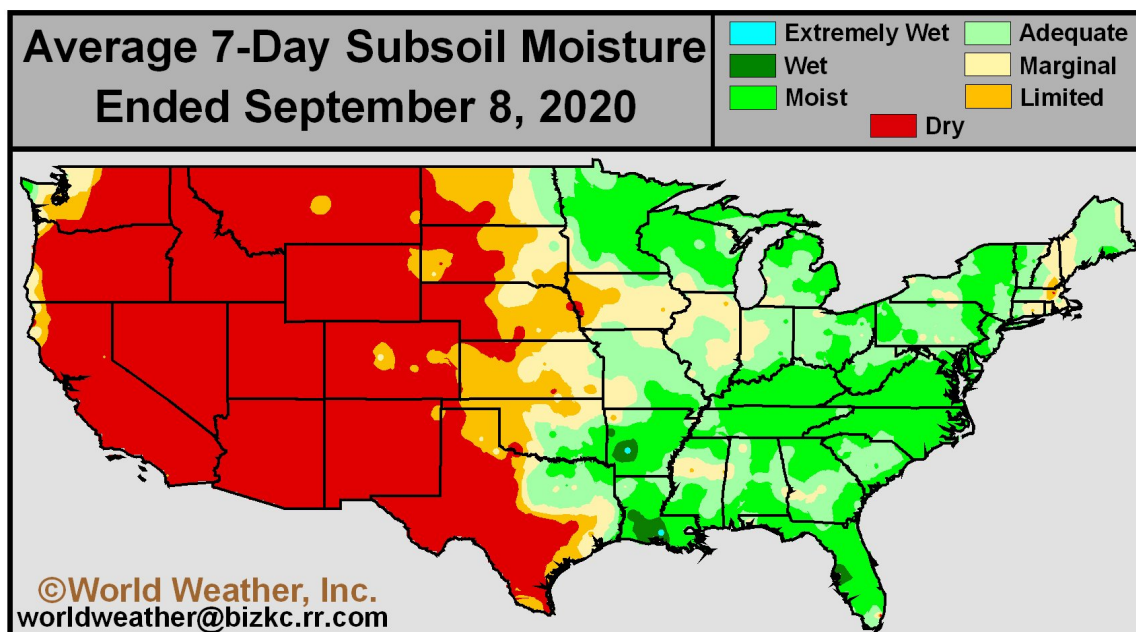 Average 7-Day Subsoil Moisture
Ended September 8, 2020
Extremely Wet
Adequate
Wet
Marginal
Moist
Limited
Dry
©World Weather, Inc.
worldweather@bizkc.rr.com